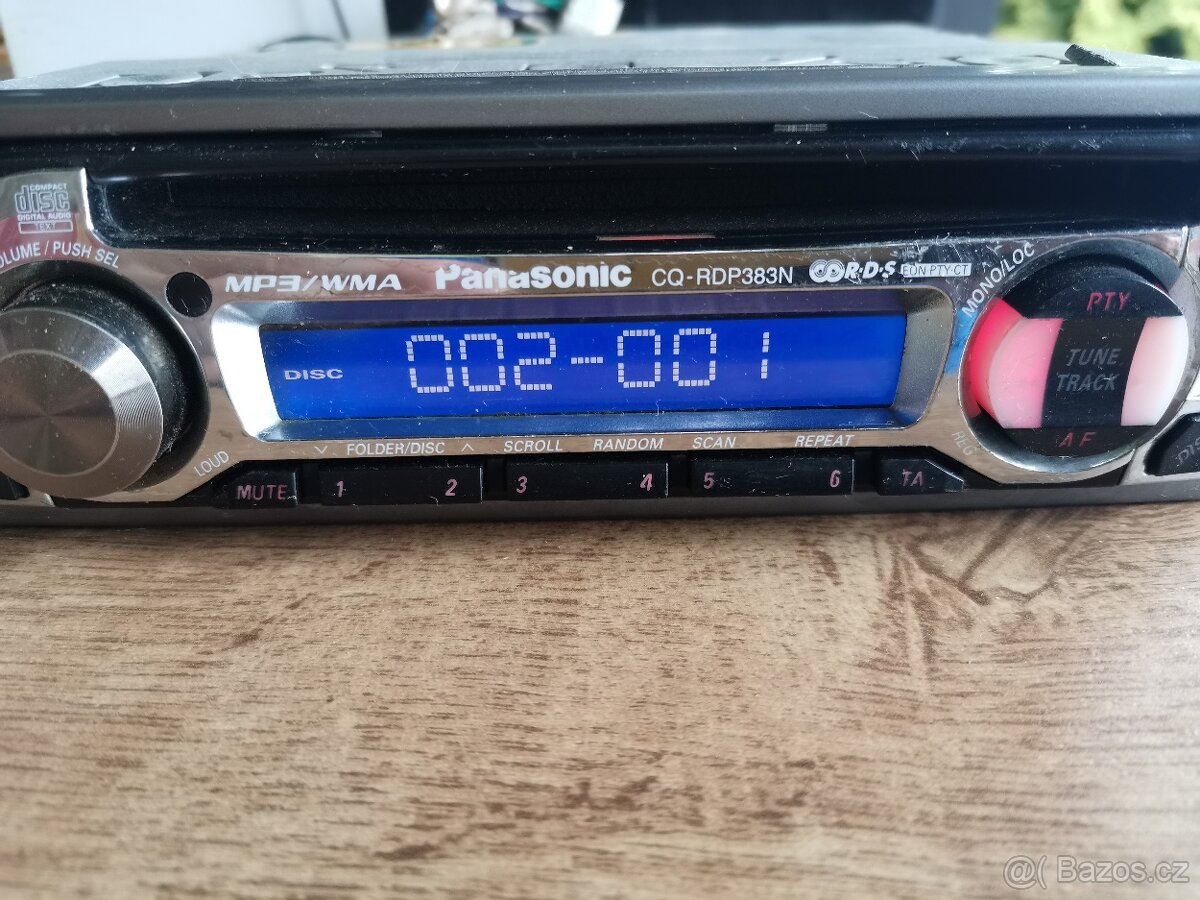 COMPACT
disc
DIGITAL AUDIO
TEXT
VOLUME / PUSH SEL
MP3/WMA Panasonic CQ-RDP383N R·D·S EON PTY CT
MONO/LOC
PTY
DISC 002-001
TUNE
TRACK
AF
REG
LOUD
FOLDER/DISC SCROLL RANDOM SCAN REPEAT
MUTE 1 2 3 4 5 6 TA
@( Bazos.cz